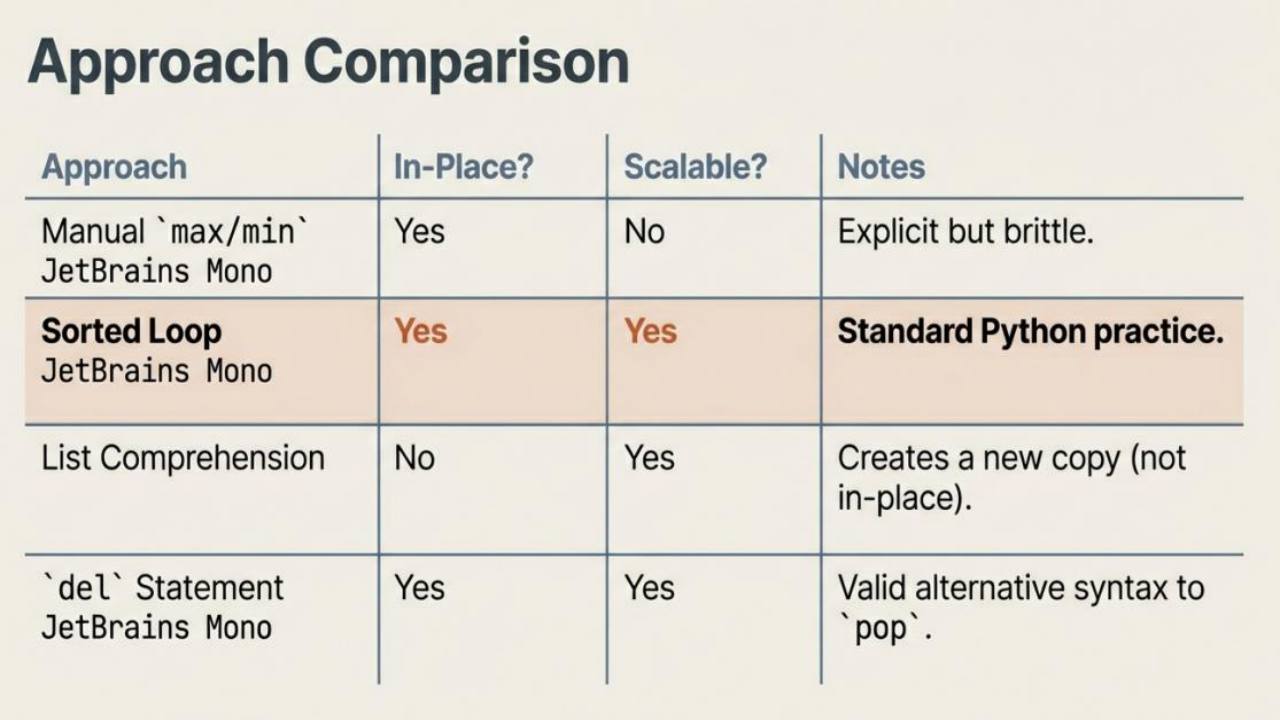 Approach Comparison
Approach In-Place? Scalable? Notes
Manual `max/min` Yes No Explicit but brittle.
JetBrains Mono
Sorted Loop Yes Yes Standard Python practice.
JetBrains Mono
List Comprehension No Yes Creates a new copy (not
in-place).
`del` Statement Yes Yes Valid alternative syntax to
JetBrains Mono `pop`.